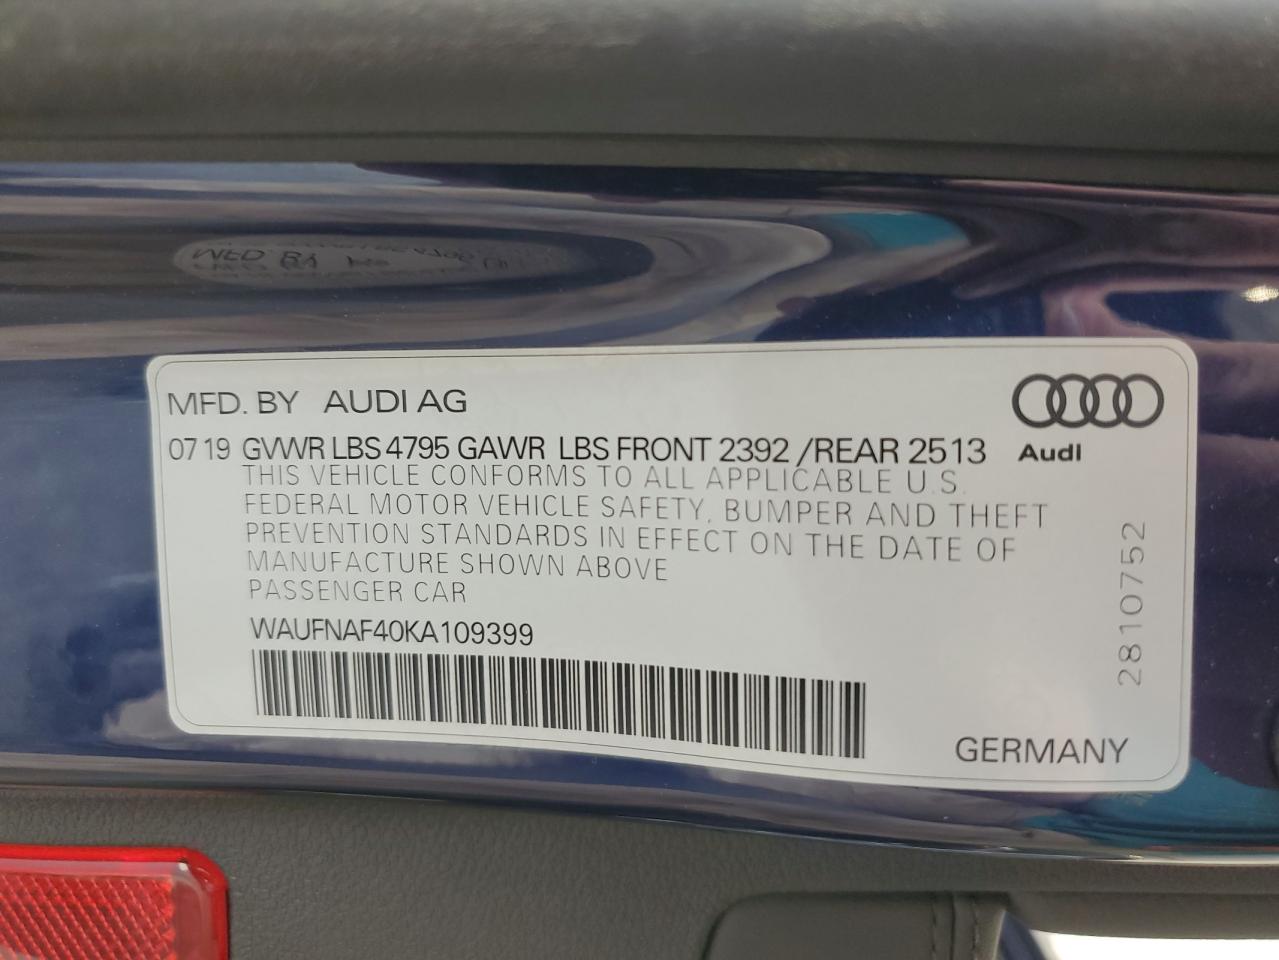 MFD. BY AUDI AG
07 19 GVWR LBS 4795 GAWR LBS FRONT 2392 /REAR 2513
Audi
THIS VEHICLE CONFORMS TO ALL APPLICABLE U.S.
FEDERAL MOTOR VEHICLE SAFETY, BUMPER AND THEFT
PREVENTION STANDARDS IN EFFECT ON THE DATE OF
MANUFACTURE SHOWN ABOVE
PASSENGER CAR
WAUFNAF40KA109399
2810752
GERMANY